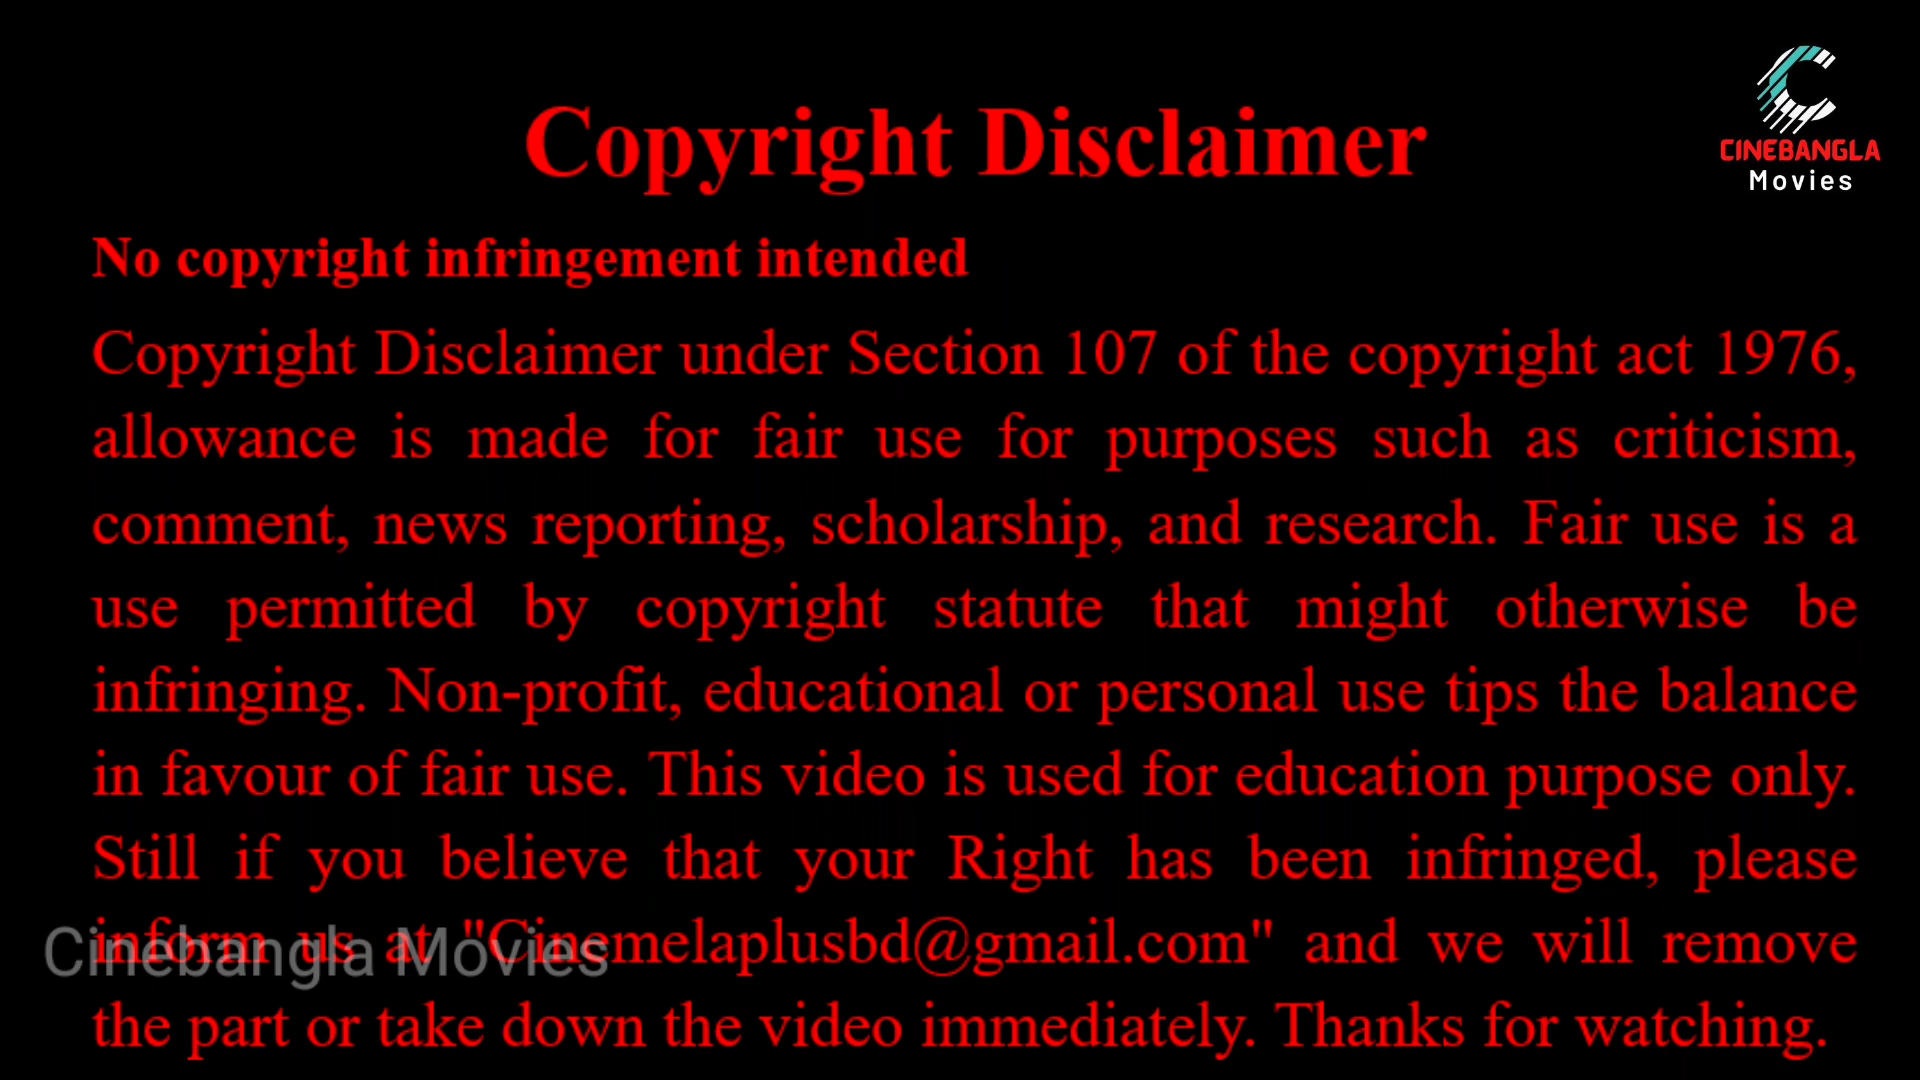 CINEBANGLA
Movies
Copyright Disclaimer
No copyright infringement intended
Copyright Disclaimer under Section 107 of the copyright act 1976,
allowance is made for fair use for purposes such as criticism,
comment, news reporting, scholarship, and research. Fair use is a
use permitted by copyright statute that might otherwise be
infringing. Non-profit, educational or personal use tips the balance
in favour of fair use. This video is used for education purpose only.
Still if you believe that your Right has been infringed, please
inform us at "Cinemelaplusbd@gmail.com" and we will remove
Cinebangla Movies
the part or take down the video immediately. Thanks for watching.